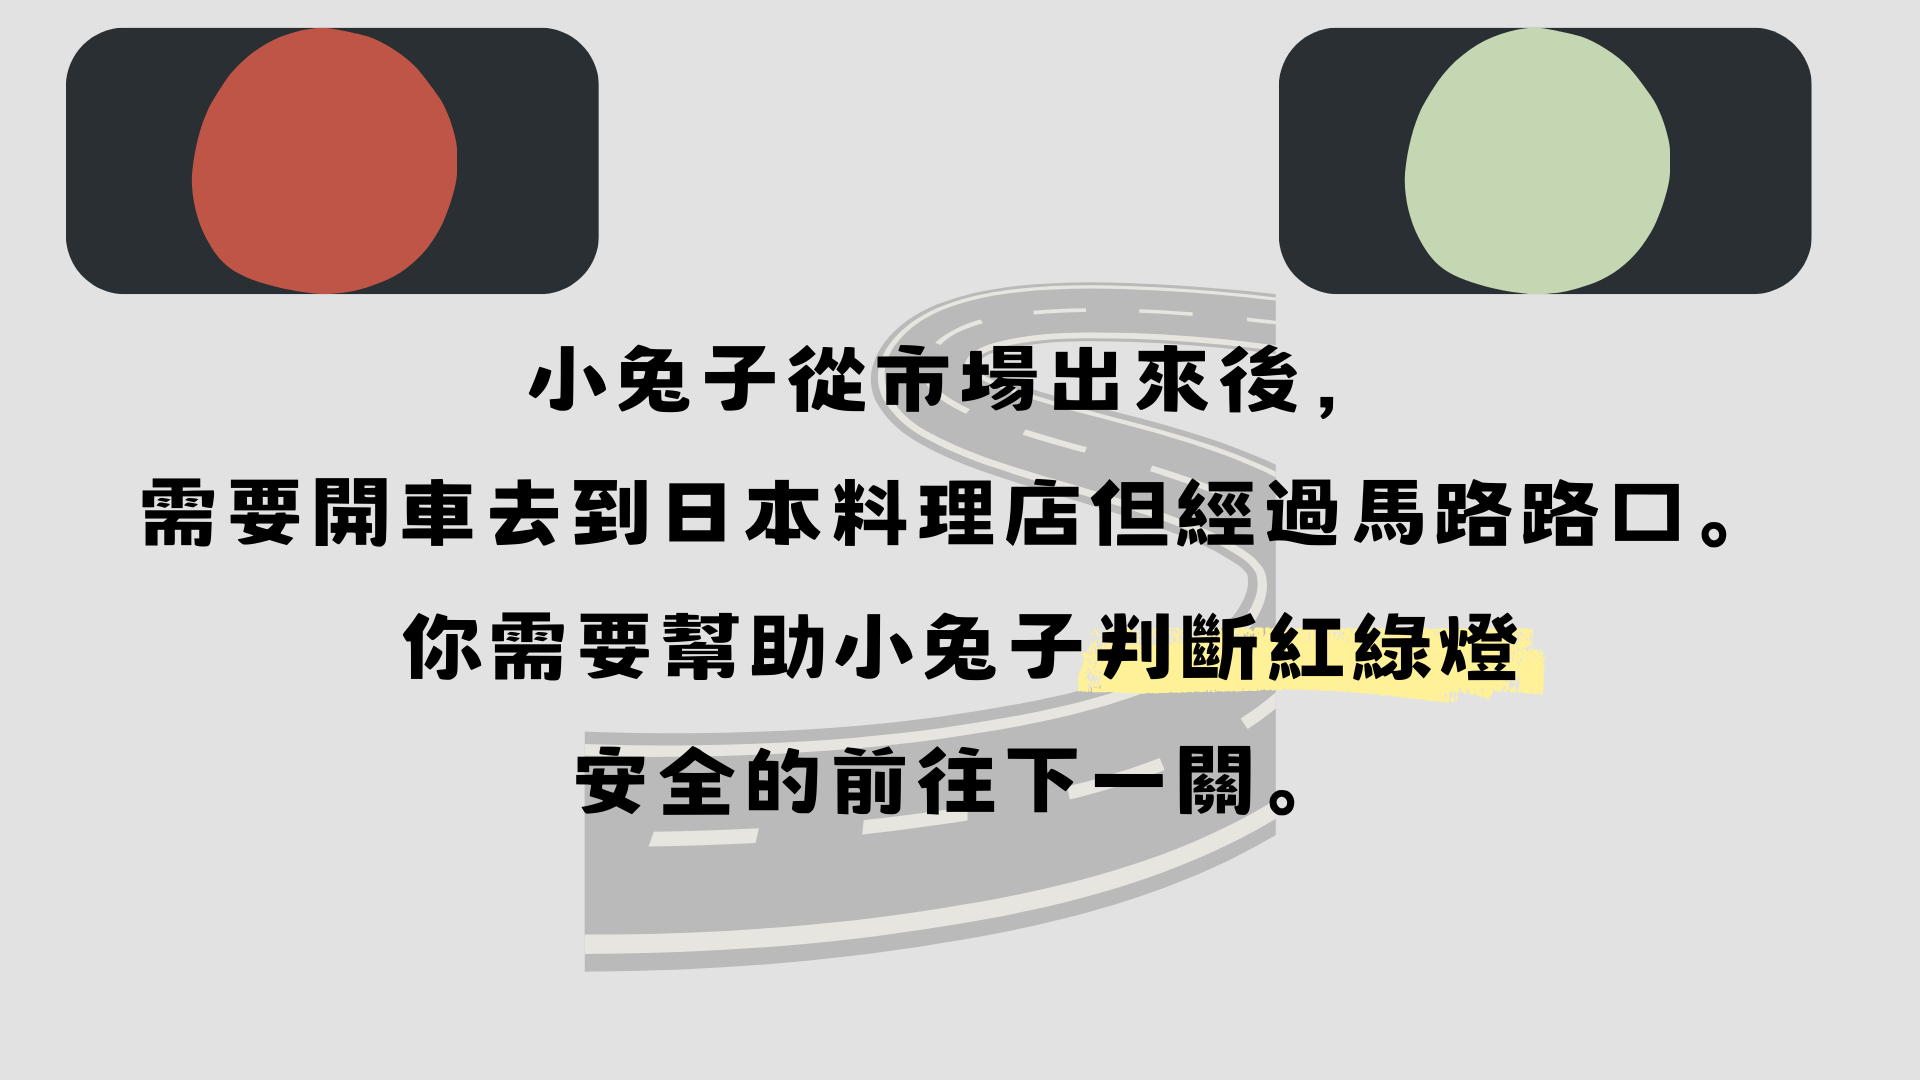 小兔子從市場出來後，
需要開車去到日本料理店但經過馬路路口。
你需要幫助小兔子判斷紅綠燈
安全的前往下一關。